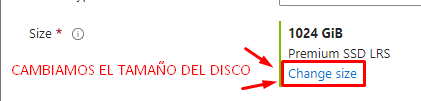 Size * ⓘ
1024 GiB
Premium SSD LRS
CAMBIAMOS EL TAMAÑO DEL DISCO
Change size